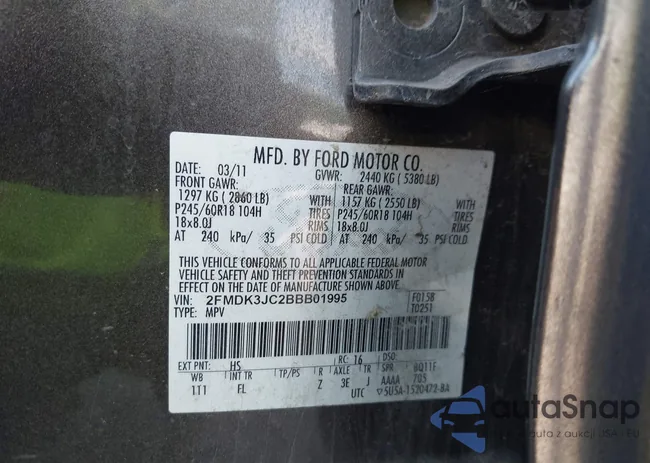 MFD. BY FORD MOTOR CO.
DATE: 03/11 GVWR: 2440 KG ( 5380 LB)
FRONT GAWR: REAR GAWR:
1297 KG ( 2860 LB) WITH 1157 KG ( 2550 LB) WITH
P245/60R18 104H TIRES P245/60R18 104H TIRES
18x8.0J RIMS 18x8.0J RIMS
AT 240 kPa/ 35 PSI COLD AT 240 kPa/ 35 PSI COLD
THIS VEHICLE CONFORMS TO ALL APPLICABLE FEDERAL MOTOR
VEHICLE SAFETY AND THEFT PREVENTION STANDARDS IN
EFFECT ON THE DATE OF MANUFACTURE SHOWN ABOVE.
VIN: 2FMDK3JC2BBB01995 F0158
TYPE: MPV T0251
EXT PNT: HS RC: 16 DSO:
WB INT TR TP/PS R AXLE TR SPR BQ11F
111 FL Z 3E J AAAA 705
UTC 5U5A-1520472-BA
autoSnap